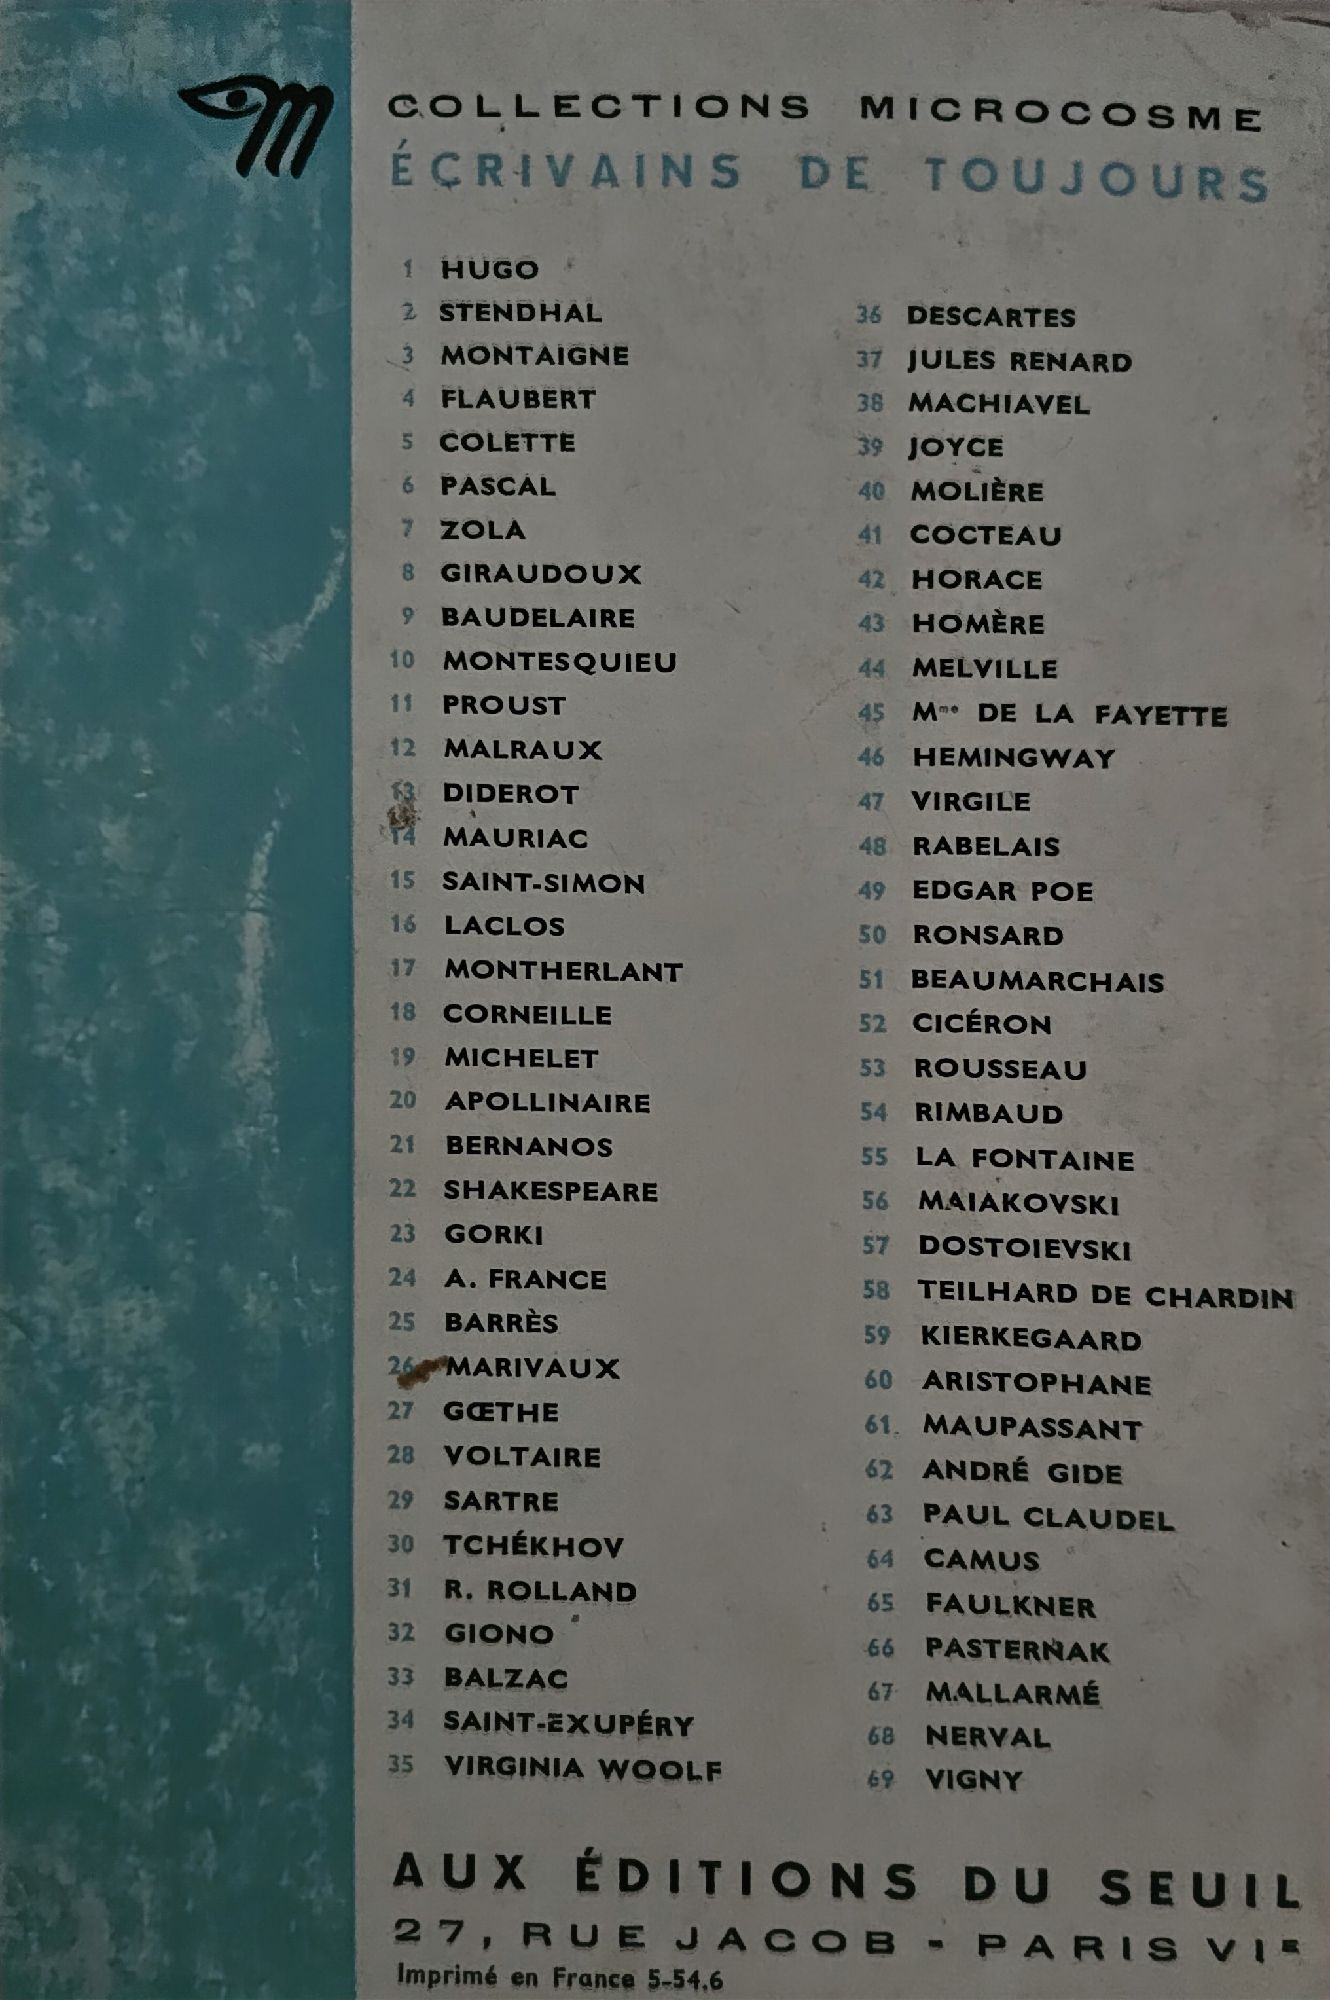 COLLECTIONS MICROCOSME
ÉCRIVAINS DE TOUJOURS
1 HUGO
2 STENDHAL
3 MONTAIGNE
4 FLAUBERT
5 COLETTE
6 PASCAL
7 ZOLA
8 GIRAUDOUX
9 BAUDELAIRE
10 MONTESQUIEU
11 PROUST
12 MALRAUX
13 DIDEROT
14 MAURIAC
15 SAINT-SIMON
16 LACLOS
17 MONTHERLANT
18 CORNEILLE
19 MICHELET
20 APOLLINAIRE
21 BERNANOS
22 SHAKESPEARE
23 GORKI
24 A. FRANCE
25 BARRÈS
26 MARIVAUX
27 GŒTHE
28 VOLTAIRE
29 SARTRE
30 TCHÉKHOV
31 R. ROLLAND
32 GIONO
33 BALZAC
34 SAINT-EXUPÉRY
35 VIRGINIA WOOLF
36 DESCARTES
37 JULES RENARD
38 MACHIAVEL
39 JOYCE
40 MOLIÈRE
41 COCTEAU
42 HORACE
43 HOMÈRE
44 MELVILLE
45 Mme DE LA FAYETTE
46 HEMINGWAY
47 VIRGILE
48 RABELAIS
49 EDGAR POE
50 RONSARD
51 BEAUMARCHAIS
52 CICÉRON
53 ROUSSEAU
54 RIMBAUD
55 LA FONTAINE
56 MAIAKOVSKI
57 DOSTOIEVSKI
58 TEILHARD DE CHARDIN
59 KIERKEGAARD
60 ARISTOPHANE
61. MAUPASSANT
62 ANDRÉ GIDE
63 PAUL CLAUDEL
64 CAMUS
65 FAULKNER
66 PASTERNAK
67 MALLARMÉ
68 NERVAL
69 VIGNY
AUX ÉDITIONS DU SEUIL
27, RUE JACOB - PARIS VIe
Imprimé en France 5-54.6